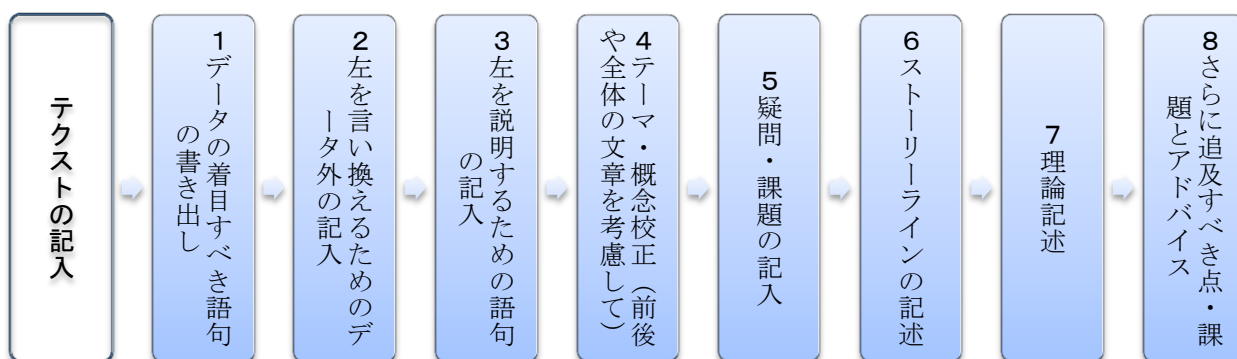 テクストの記入
1データの着目すべき語句
の書き出し
2左を言い換えるためのデ
ータ外の記入
3左を説明するための語句
の記入
4テーマ・概念校正（前後
や全体の文章を考慮して）
5疑問・課題の記入
6ストーリーラインの記述
7理論記述
8さらに追及すべき点・課
題とアドバイス